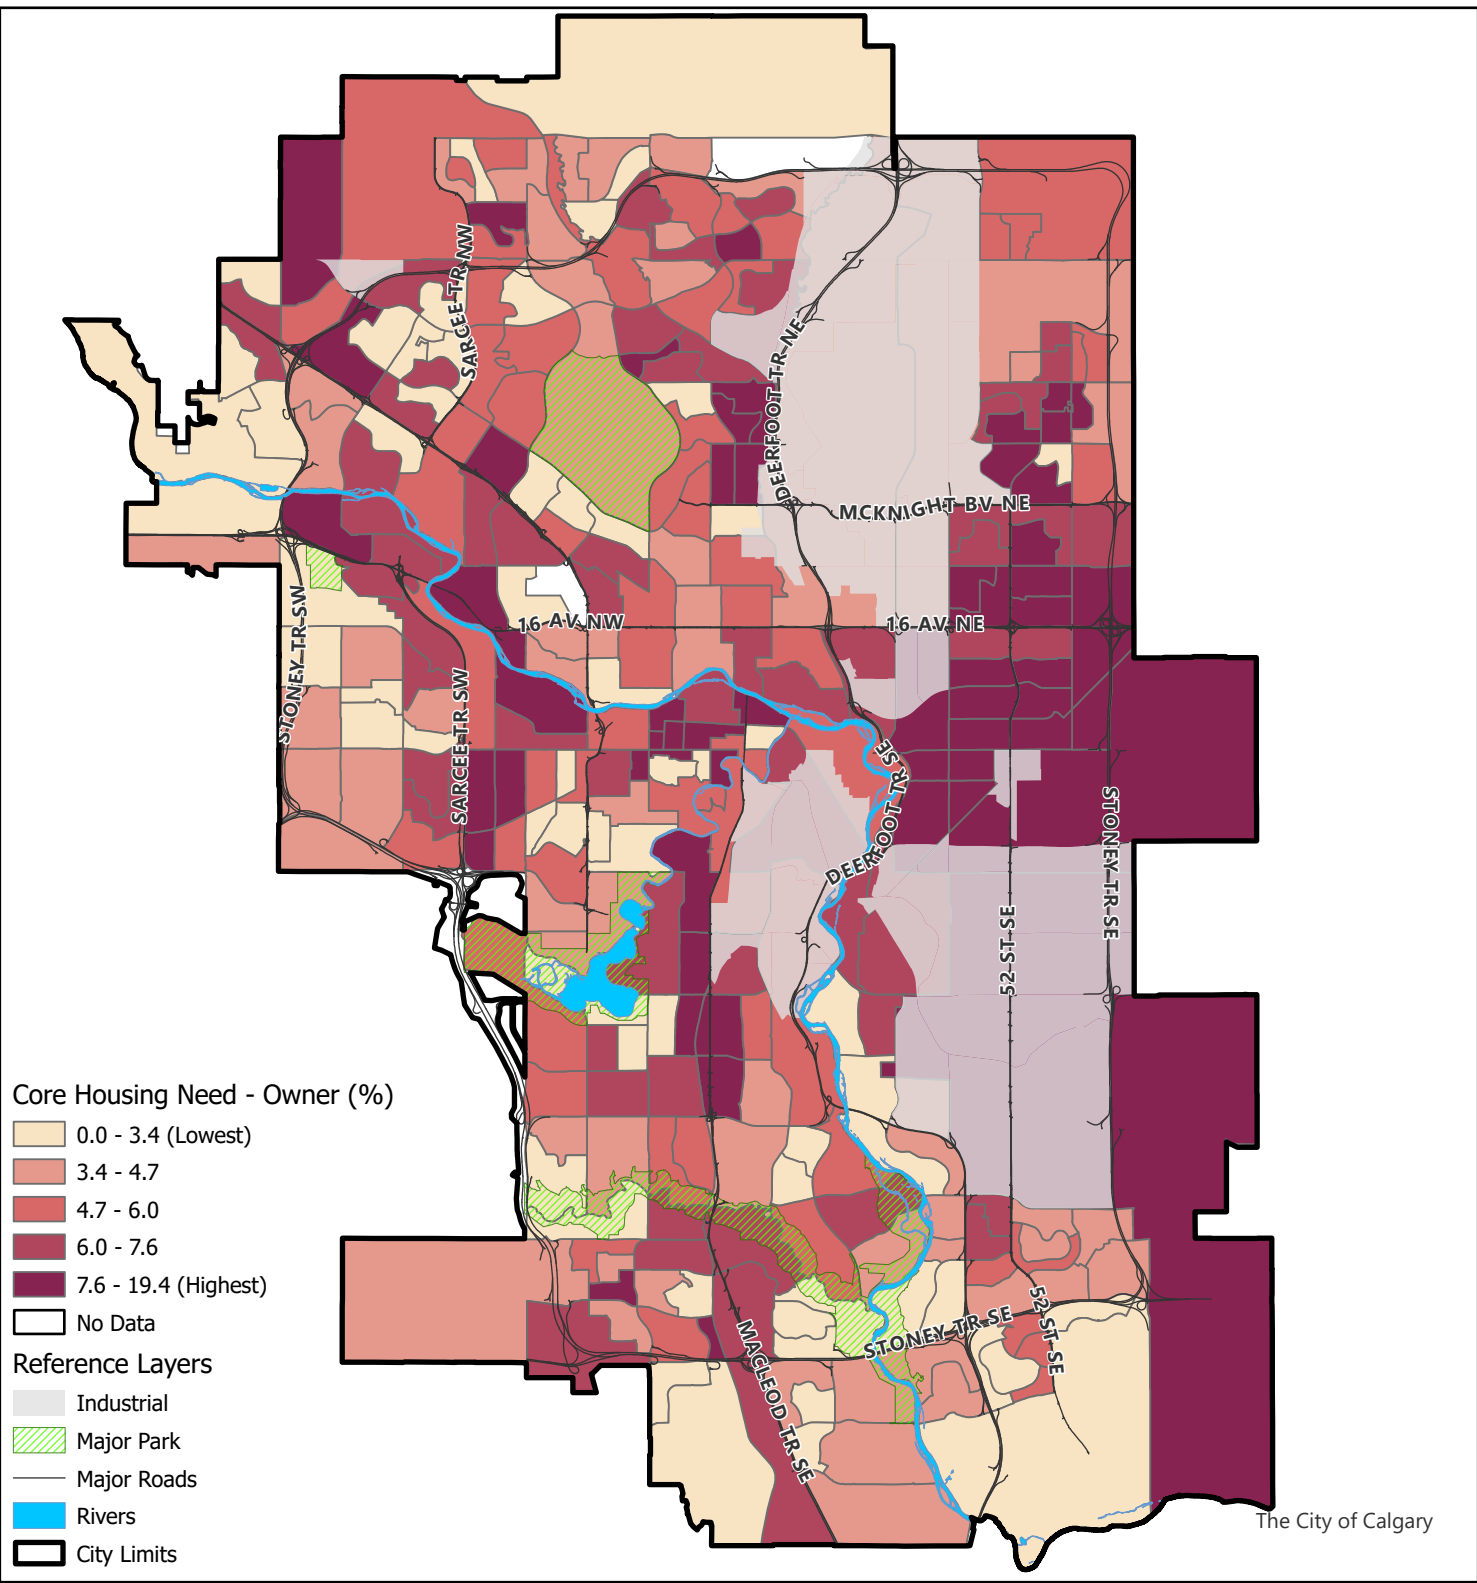 SARCEE TR NW
DEERFOOT TR NE
MCKNIGHT BV NE
16 AV NW
16 AV NE
STONEY TR SW
SARCEE TR SW
DEERFOOT TR SE
STONEY TR SE
52 ST SE
52 ST SE
STONEY TR SE
MACLEOD TR SE
Core Housing Need - Owner (%)
0.0 - 3.4 (Lowest)
3.4 - 4.7
4.7 - 6.0
6.0 - 7.6
7.6 - 19.4 (Highest)
No Data
Reference Layers
Industrial
Major Park
Major Roads
Rivers
City Limits
The City of Calgary